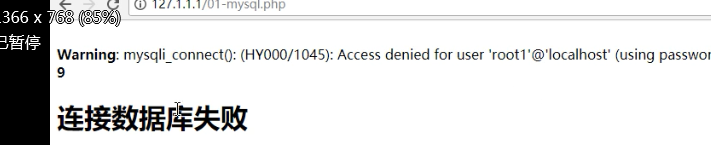 127.1.1.1/01-mysql.php
1366 x 768 (85%)
已暂停
Warning: mysqli_connect(): (HY000/1045): Access denied for user 'root1'@'localhost' (using passwor
9
连接数据库失败